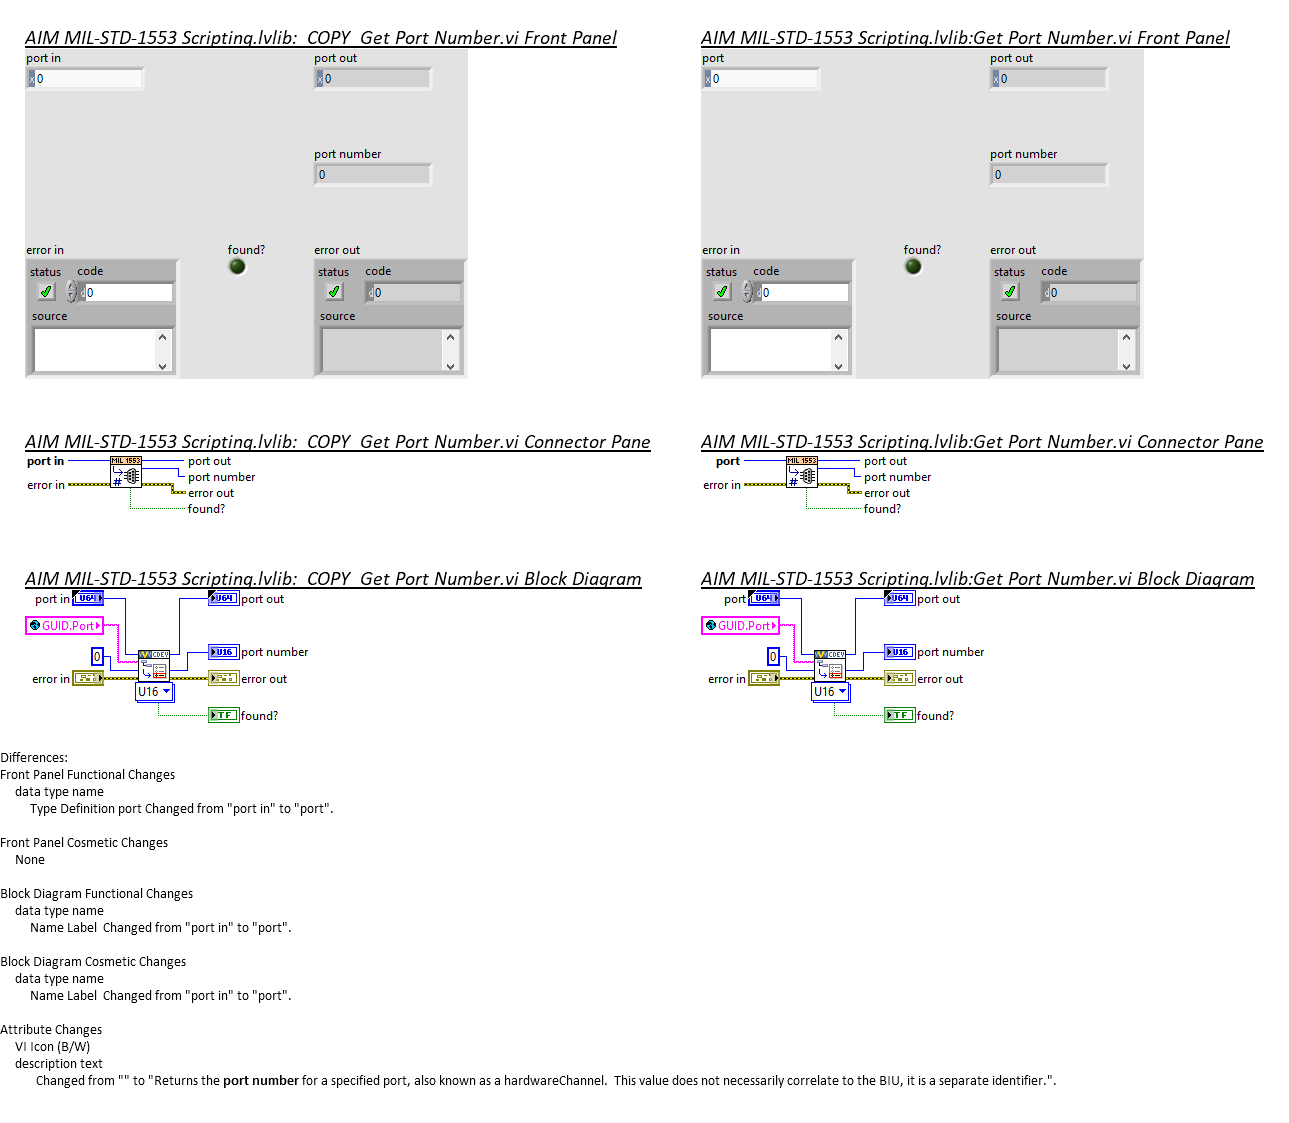 AIM MIL-STD-1553 Scripting.lvlib:_COPY_Get Port Number.vi Front Panel
port in
x 0
port out
x 0
port number
0
error in
status code
d 0
source
found?
error out
status code
d 0
source
AIM MIL-STD-1553 Scripting.lvlib:Get Port Number.vi Front Panel
port
x 0
port out
x 0
port number
0
error in
status code
d 0
source
found?
error out
status code
d 0
source
AIM MIL-STD-1553 Scripting.lvlib:_COPY_Get Port Number.vi Connector Pane
port in
error in
MIL 1553
#
port out
port number
error out
found?
AIM MIL-STD-1553 Scripting.lvlib:Get Port Number.vi Connector Pane
port
error in
MIL 1553
#
port out
port number
error out
found?
AIM MIL-STD-1553 Scripting.lvlib:_COPY_Get Port Number.vi Block Diagram
port in U64
GUID.Port
0
error in
CDEV
U16
U64 port out
U16 port number
error out
TF found?
AIM MIL-STD-1553 Scripting.lvlib:Get Port Number.vi Block Diagram
port U64
GUID.Port
0
error in
CDEV
U16
U64 port out
U16 port number
error out
TF found?
Differences:
Front Panel Functional Changes
data type name
Type Definition port Changed from "port in" to "port".
Front Panel Cosmetic Changes
None
Block Diagram Functional Changes
data type name
Name Label  Changed from "port in" to "port".
Block Diagram Cosmetic Changes
data type name
Name Label  Changed from "port in" to "port".
Attribute Changes
VI Icon (B/W)
description text
Changed from "" to "Returns the port number for a specified port, also known as a hardwareChannel.  This value does not necessarily correlate to the BIU, it is a separate identifier.".